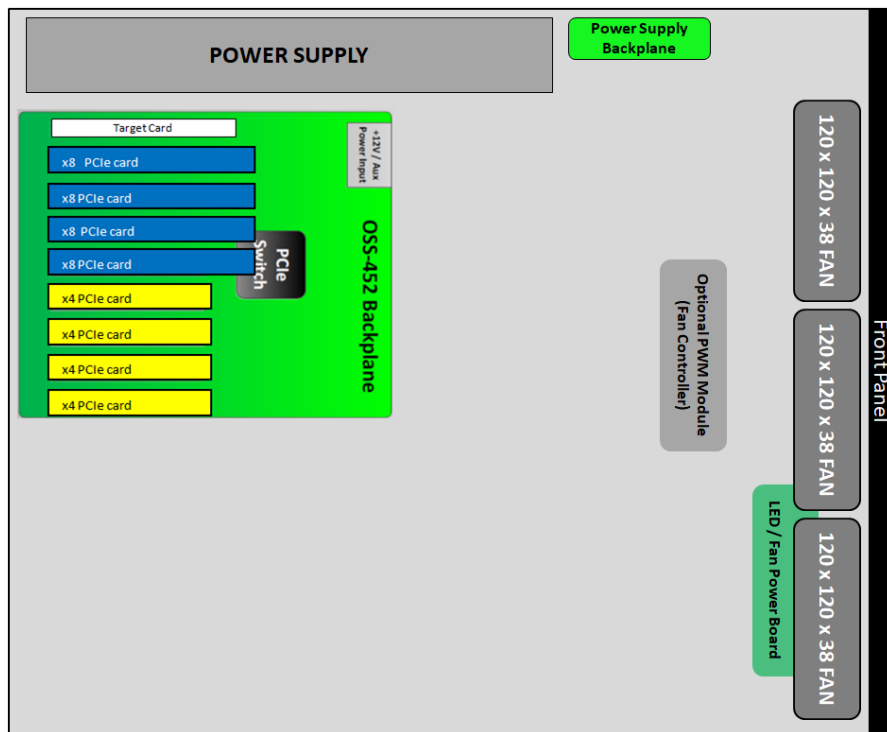 POWER SUPPLY
Power Supply
Backplane
Target Card
+12V / Aux
Power Input
x8 PCIe card
x8 PCIe card
x8 PCIe card
x8 PCIe card
x4 PCIe card
x4 PCIe card
x4 PCIe card
x4 PCIe card
PCIe
Switch
OSS-452 Backplane
Optional PWM Module
(Fan Controller)
LED / Fan Power Board
120 x 120 x 38 FAN
120 x 120 x 38 FAN
120 x 120 x 38 FAN
Front Panel